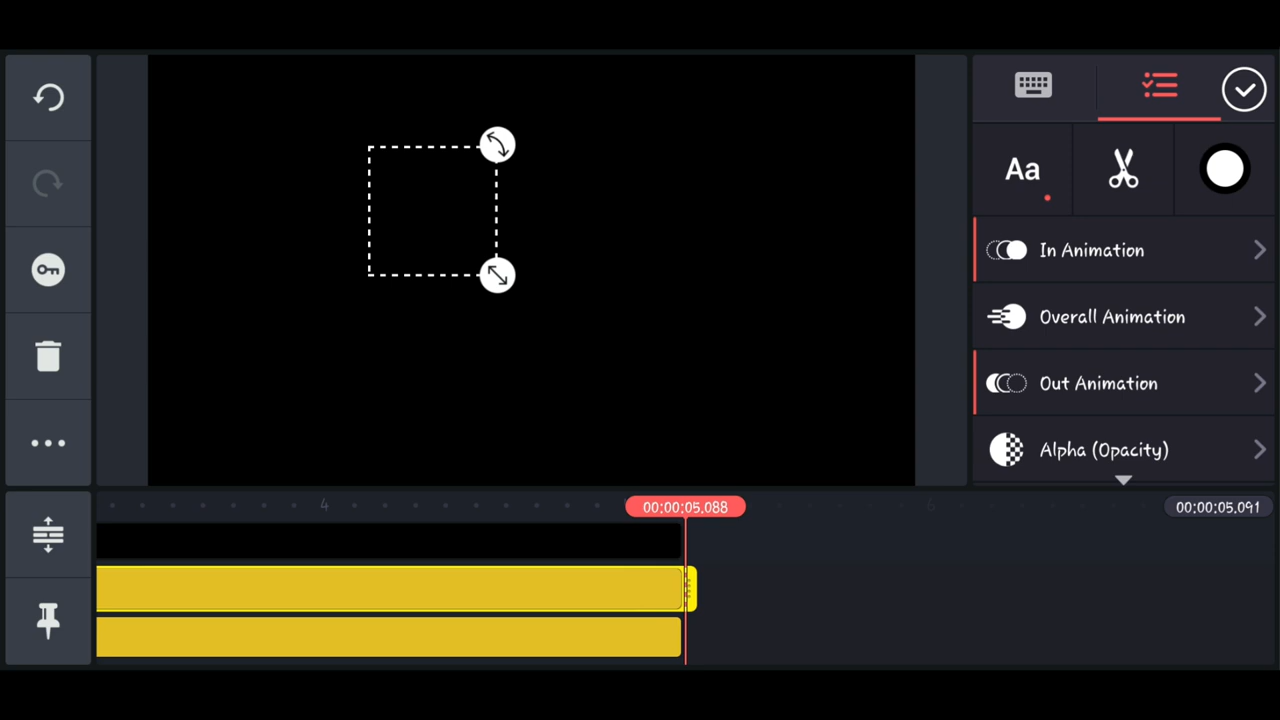 Aa
In Animation
Overall Animation
Out Animation
Alpha (Opacity)
4
00:00:05.088
6
00:00:05.091